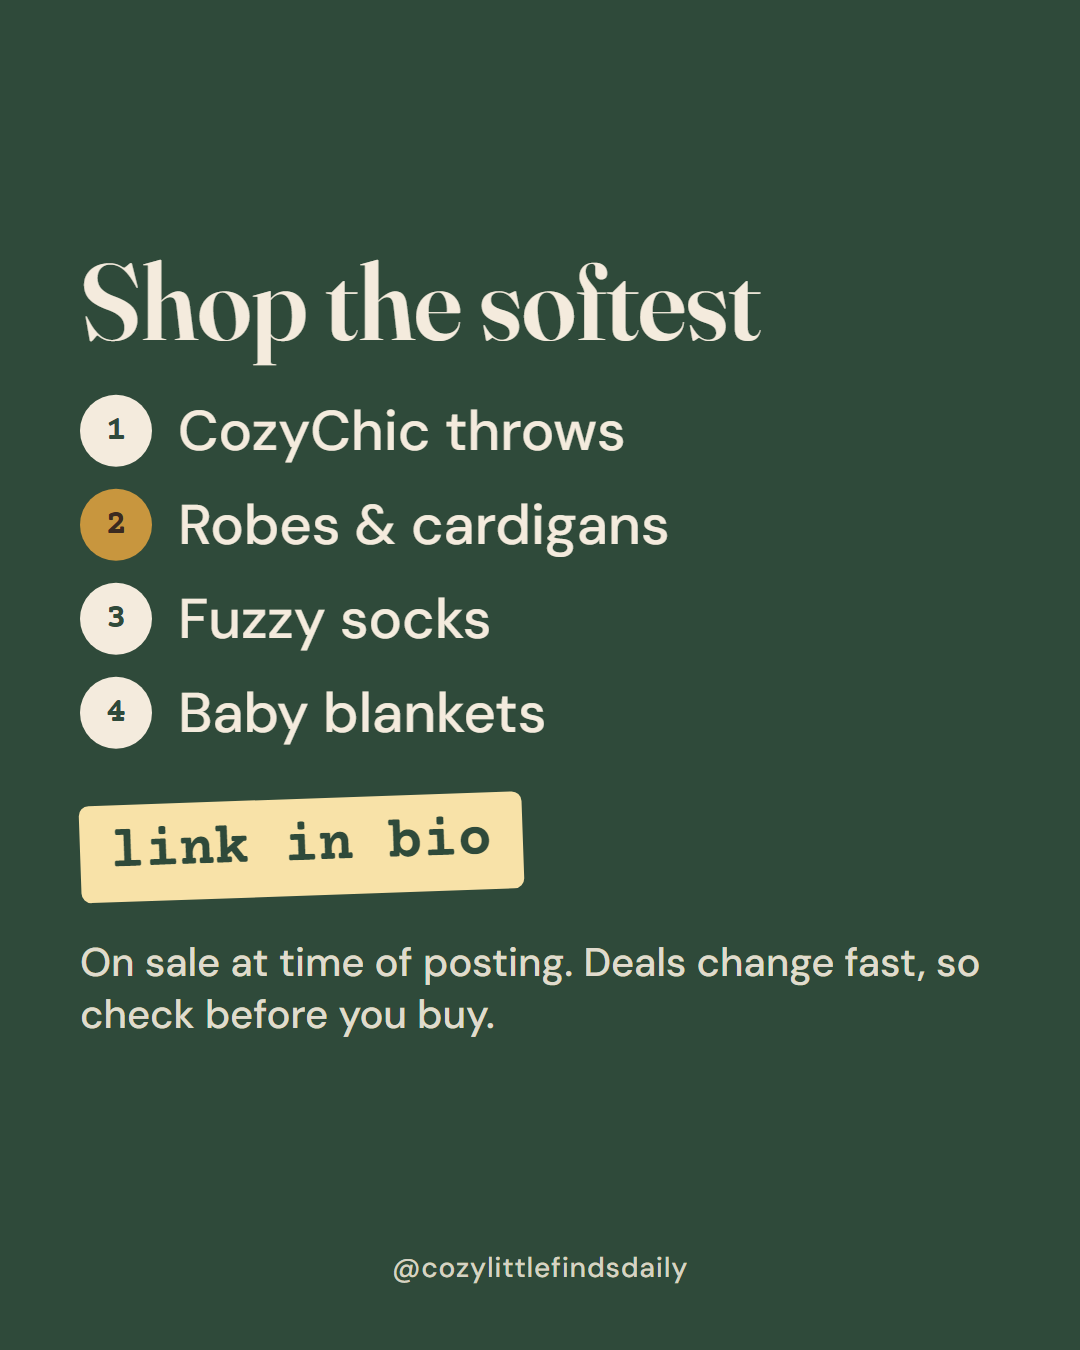 Shop the softest
1 CozyChic throws
2 Robes & cardigans
3 Fuzzy socks
4 Baby blankets
link in bio
On sale at time of posting. Deals change fast, so
check before you buy.
@cozylittlefindsdaily